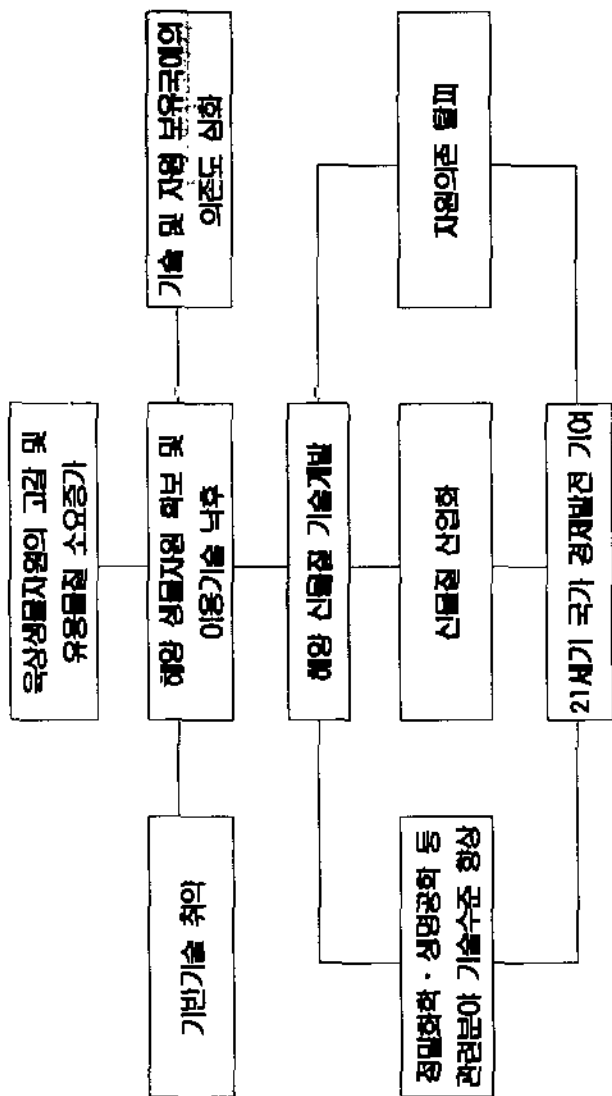 육상생물자원의 고갈 및
유용물질 소요증가
기반기술 취약
해양 생물자원 확보 및
이용기술 낙후
기술 및 자원 보유국에의
의존도 심화
해양 신물질 기술개발
정밀화학·생명공학 등
관련분야 기술수준 향상
신물질 산업화
자원의존 탈피
21세기 국가 경제발전 기여